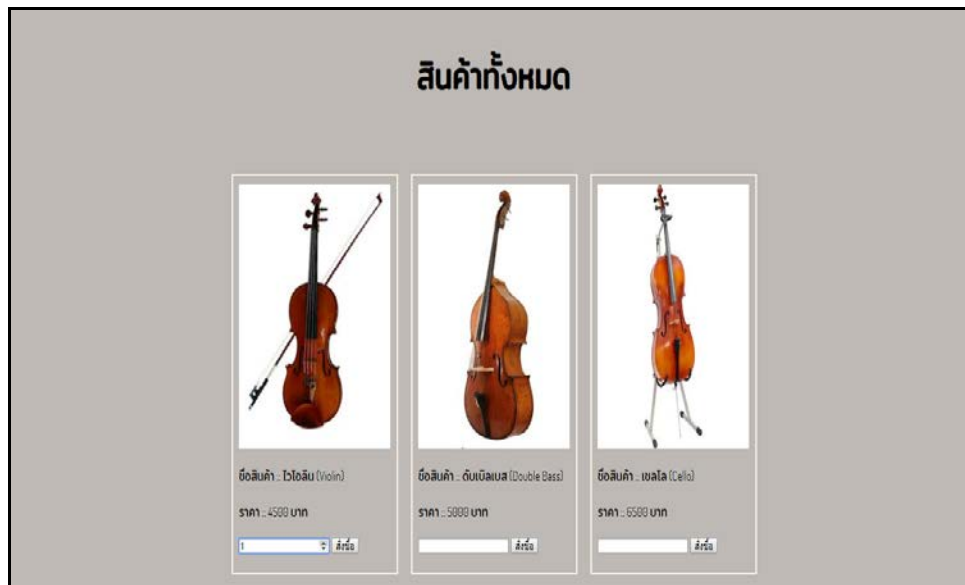 สินค้าทั้งหมด
ชื่อสินค้า :: ไวโอลิน (Violin)
ราคา :: 4500 บาท
1 สั่งซื้อ
ชื่อสินค้า :: ดับเบิลเบส (Double Bass)
ราคา :: 5000 บาท
สั่งซื้อ
ชื่อสินค้า :: เชลโล (Cello)
ราคา :: 6500 บาท
สั่งซื้อ